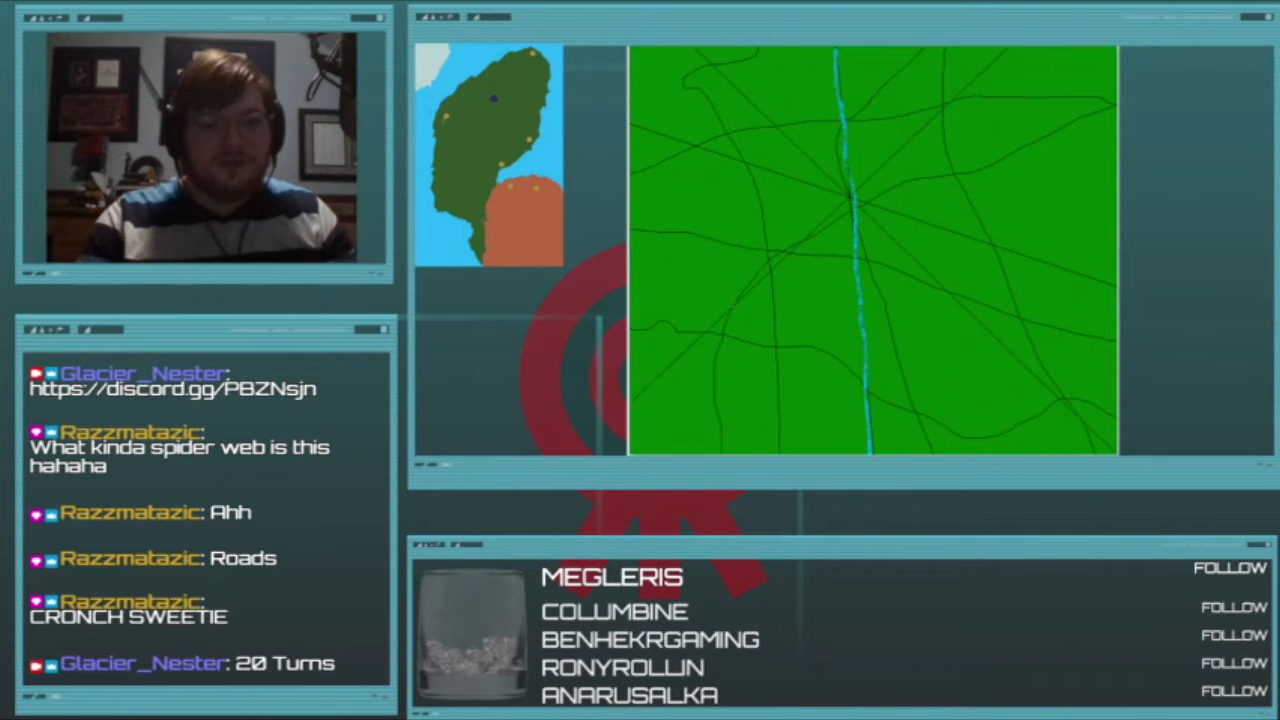 Glacier_Nester:
https://discord.gg/PBZNsjn
Razzmatazic:
What kinda spider web is this
hahaha
Razzmatazic: Ahh
Razzmatazic: Roads
Razzmatazic:
CRONCH SWEETIE
Glacier_Nester: 20 Turns
MEGLERIS FOLLOW
COLUMBINE FOLLOW
BENHEKRGAMING FOLLOW
RONYROLLIN FOLLOW
ANARUSALKA FOLLOW